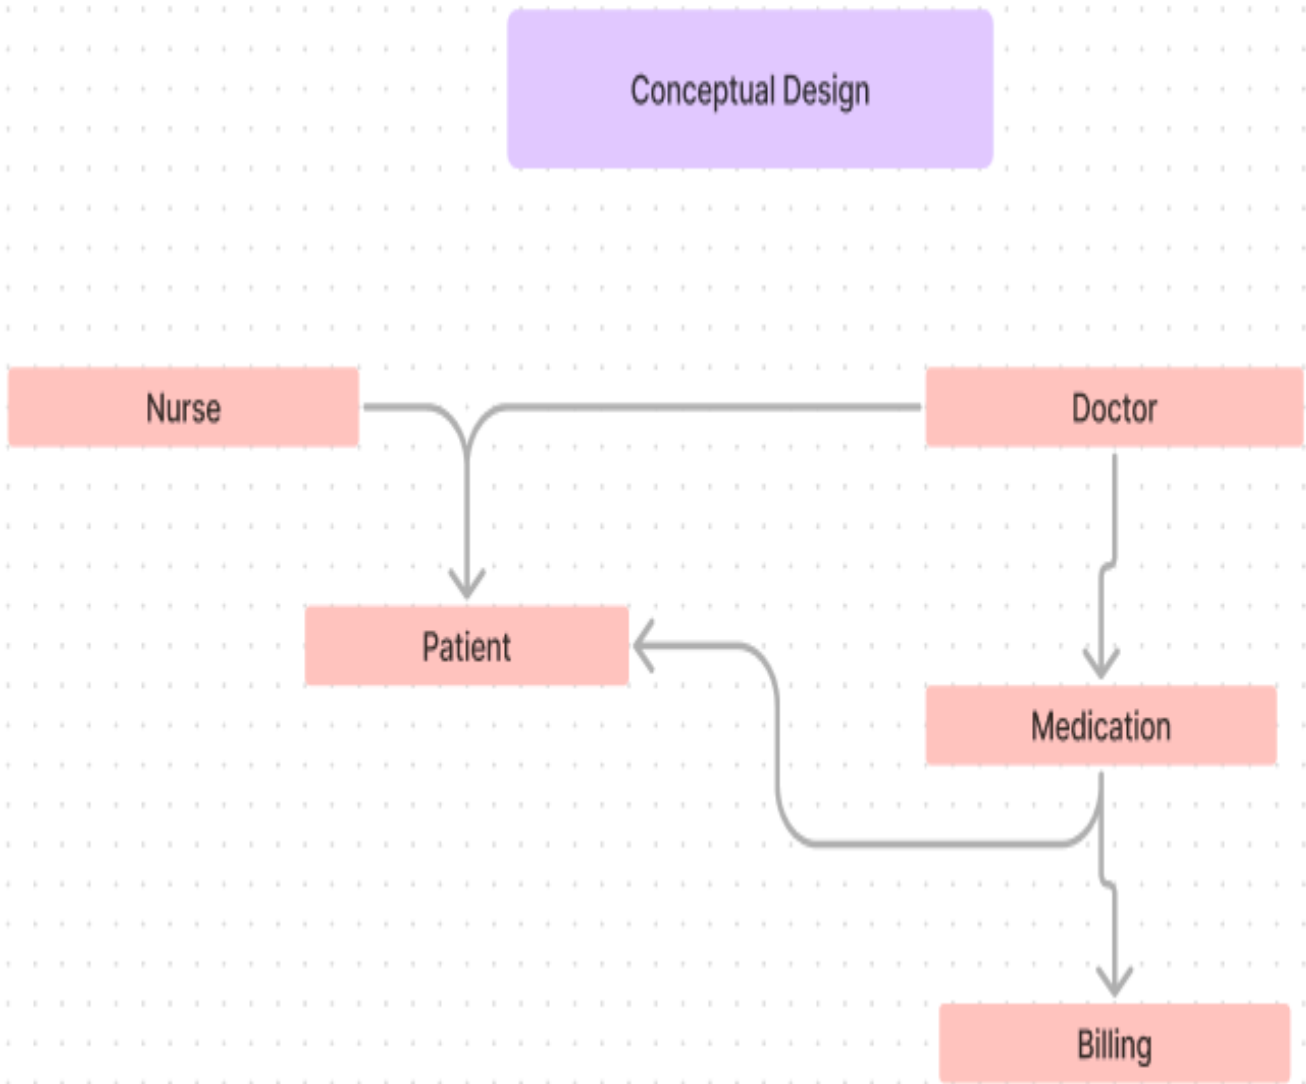 Conceptual Design
Nurse
Doctor
Patient
Medication
Billing